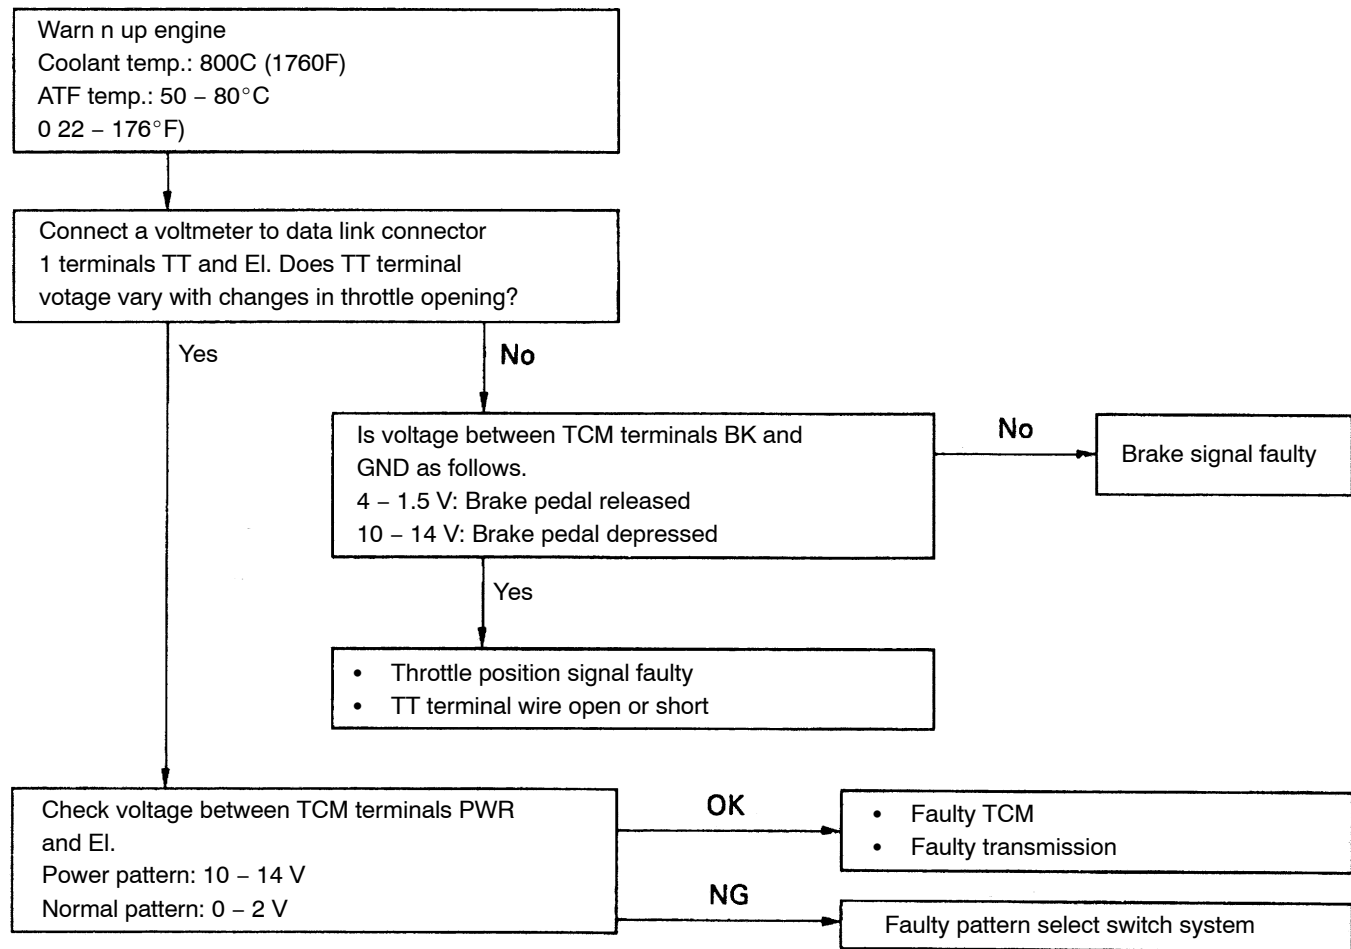 Warn n up engine
Coolant temp.: 800C (1760F)
ATF temp.: 50 – 80°C
0 22 – 176°F)
Connect a voltmeter to data link connector
1 terminals TT and El. Does TT terminal
votage vary with changes in throttle opening?
Yes
No
Is voltage between TCM terminals BK and
GND as follows.
4 – 1.5 V: Brake pedal released
10 – 14 V: Brake pedal depressed
No
Brake signal faulty
Yes
• Throttle position signal faulty
• TT terminal wire open or short
Check voltage between TCM terminals PWR
and El.
Power pattern: 10 – 14 V
Normal pattern: 0 – 2 V
OK
• Faulty TCM
• Faulty transmission
NG
Faulty pattern select switch system